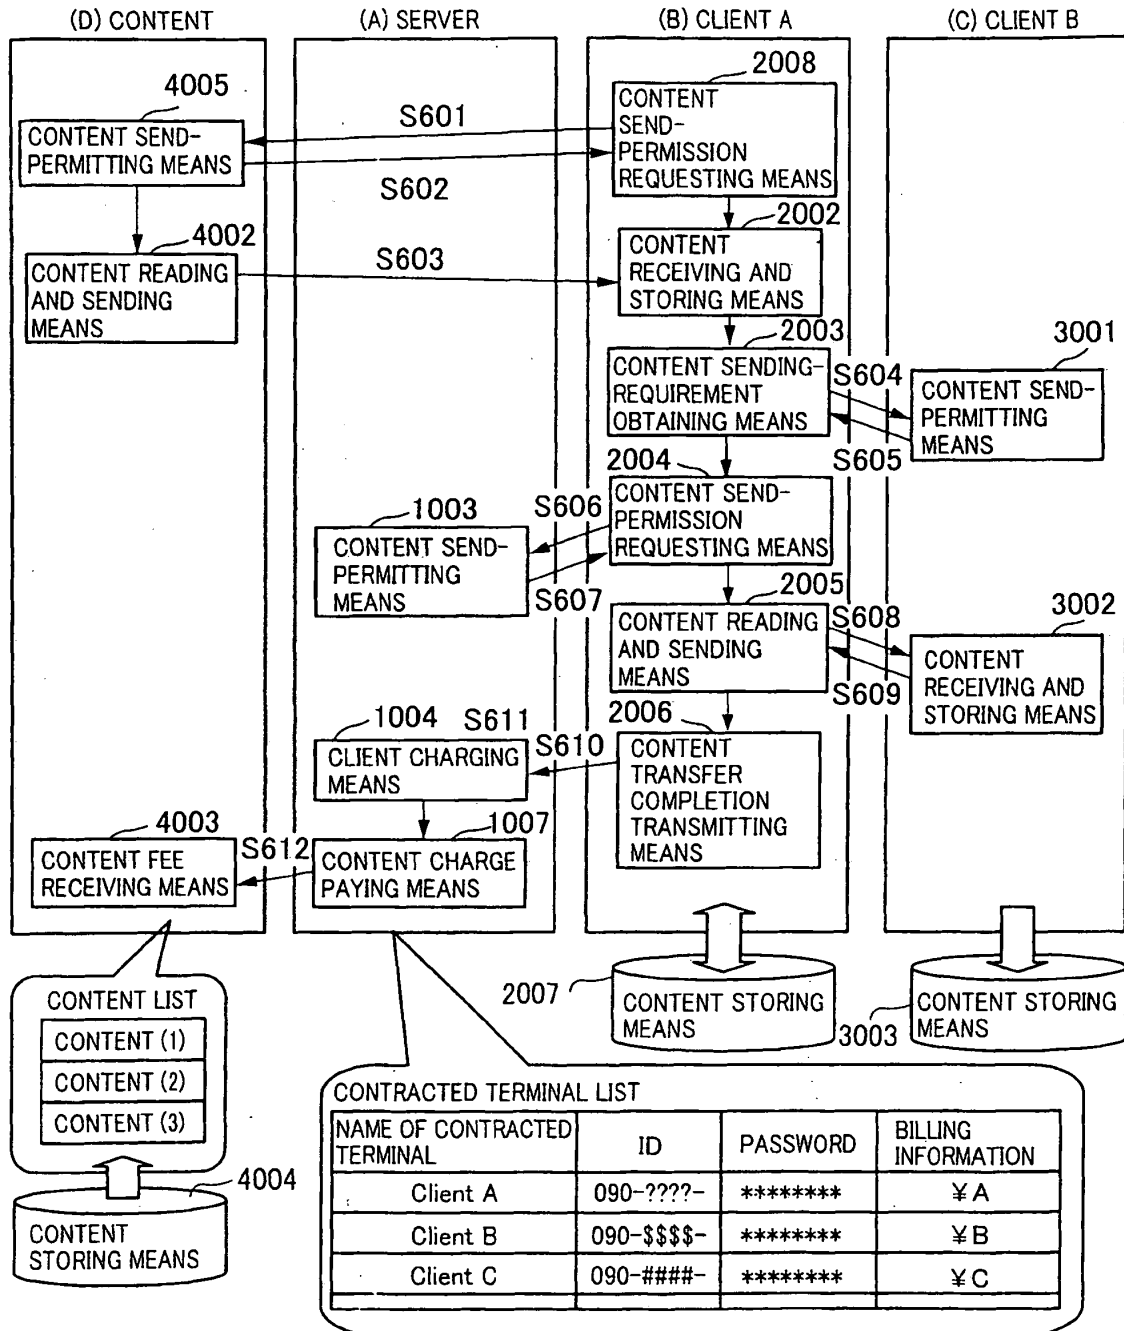 (D) CONTENT
(A) SERVER
(B) CLIENT A
(C) CLIENT B
4005
CONTENT SEND-
PERMITTING MEANS
S601
S602
2008
CONTENT
SEND-
PERMISSION
REQUESTING MEANS
4002
CONTENT READING
AND SENDING
MEANS
S603
2002
CONTENT
RECEIVING AND
STORING MEANS
2003
CONTENT SENDING-
REQUIREMENT
OBTAINING MEANS
S604
S605
3001
CONTENT SEND-
PERMITTING
MEANS
2004
CONTENT SEND-
PERMISSION
REQUESTING MEANS
S606
S607
1003
CONTENT SEND-
PERMITTING
MEANS
2005
CONTENT READING
AND SENDING
MEANS
S608
S609
3002
CONTENT
RECEIVING AND
STORING MEANS
1004
S611
CLIENT CHARGING
MEANS
S610
2006
CONTENT
TRANSFER
COMPLETION
TRANSMITTING
MEANS
4003
CONTENT FEE
RECEIVING MEANS
S612
1007
CONTENT CHARGE
PAYING MEANS
2007
CONTENT STORING
MEANS
3003
CONTENT STORING
MEANS
CONTENT LIST
CONTENT (1)
CONTENT (2)
CONTENT (3)
4004
CONTENT
STORING MEANS
CONTRACTED TERMINAL LIST
NAME OF CONTRACTED TERMINAL ID PASSWORD BILLING INFORMATION
Client A 090-????- ******** ¥A
Client B 090-$$$$- ******** ¥B
Client C 090-####- ******** ¥C